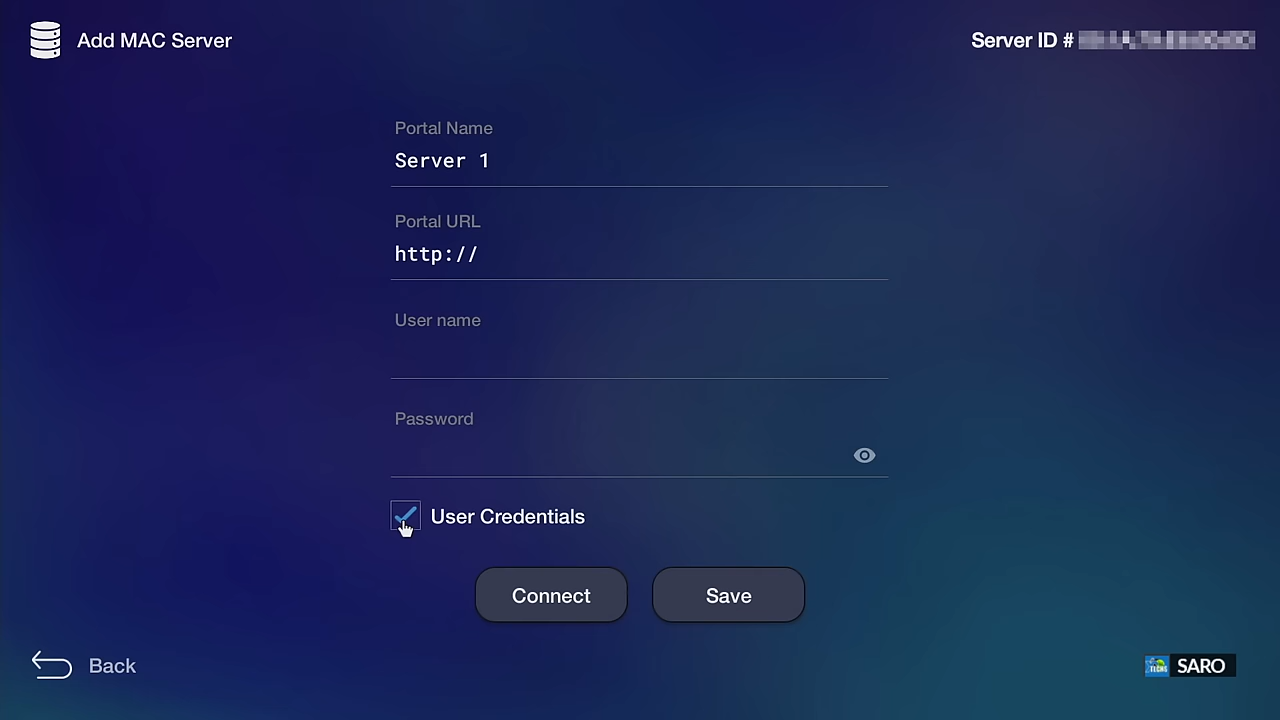 Add MAC Server
Server ID #
Portal Name
Server 1
Portal URL
http://
User name
Password
User Credentials
Connect
Save
Back
TECHS
SARO